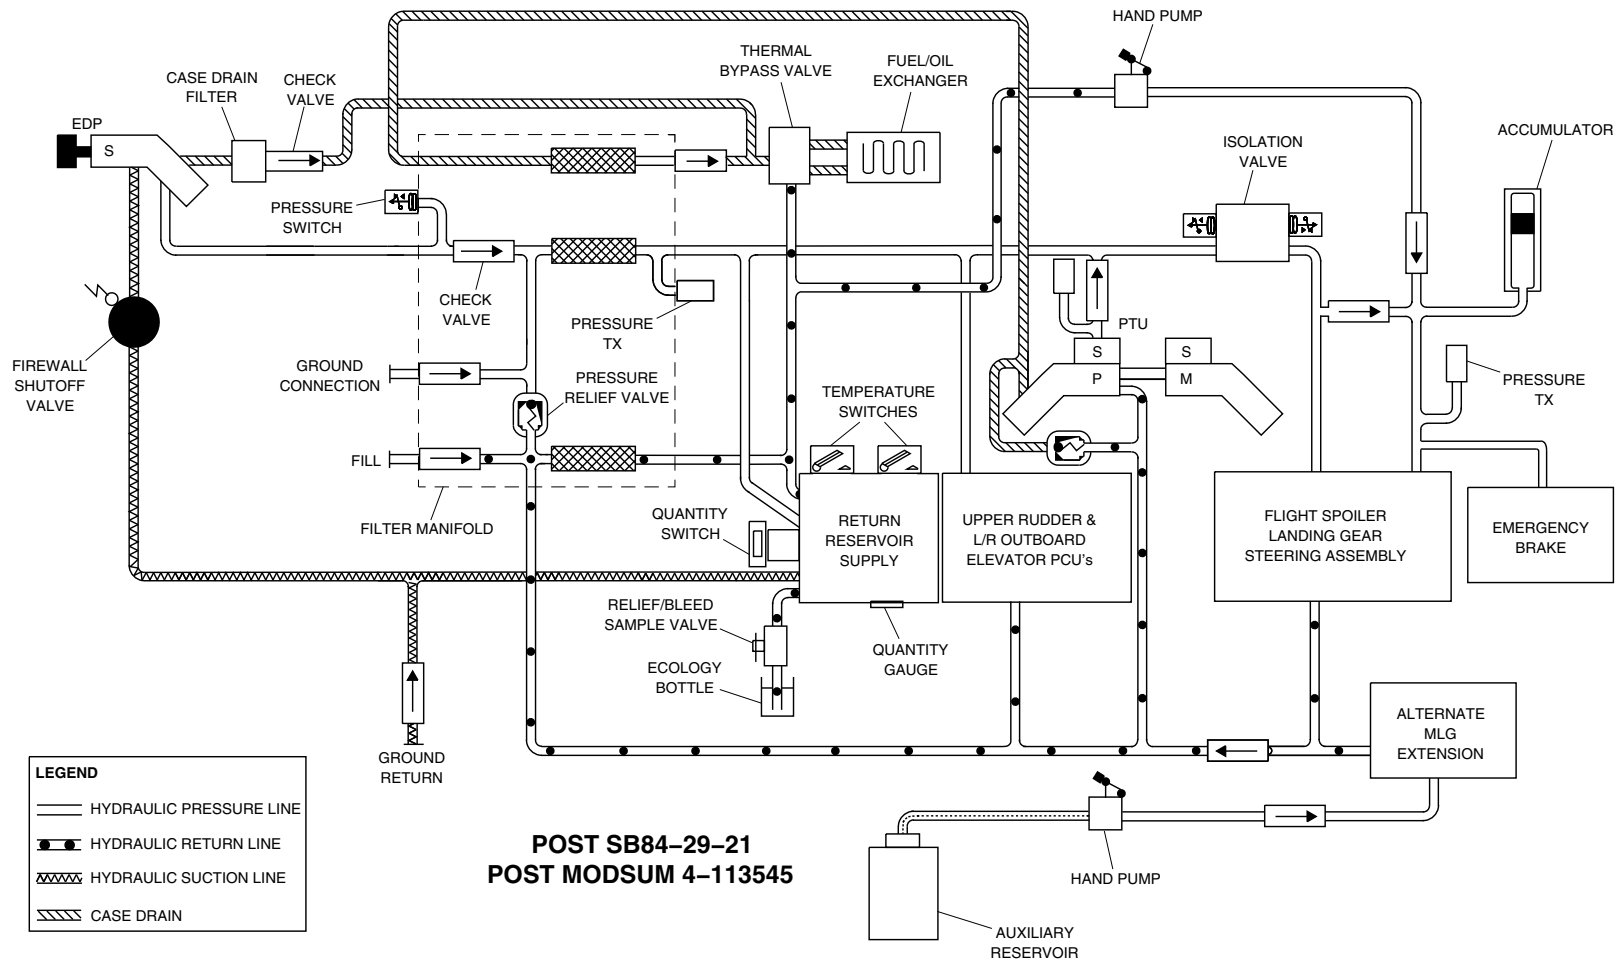 HAND PUMP
THERMAL
BYPASS VALVE
FUEL/OIL
EXCHANGER
CASE DRAIN
FILTER
CHECK
VALVE
EDP
S
ACCUMULATOR
ISOLATION
VALVE
PRESSURE
SWITCH
CHECK
VALVE
PRESSURE
TX
PTU
S
S
P
M
FIREWALL
SHUTOFF
VALVE
GROUND
CONNECTION
PRESSURE
RELIEF VALVE
TEMPERATURE
SWITCHES
PRESSURE
TX
FILL
FILTER MANIFOLD
QUANTITY
SWITCH
RETURN
RESERVOIR
SUPPLY
UPPER RUDDER &
L/R OUTBOARD
ELEVATOR PCU's
FLIGHT SPOILER
LANDING GEAR
STEERING ASSEMBLY
EMERGENCY
BRAKE
RELIEF/BLEED
SAMPLE VALVE
QUANTITY
GAUGE
ECOLOGY
BOTTLE
GROUND
RETURN
ALTERNATE
MLG
EXTENSION
LEGEND
HYDRAULIC PRESSURE LINE
HYDRAULIC RETURN LINE
HYDRAULIC SUCTION LINE
CASE DRAIN
POST SB84–29–21
POST MODSUM 4–113545
HAND PUMP
AUXILIARY
RESERVOIR